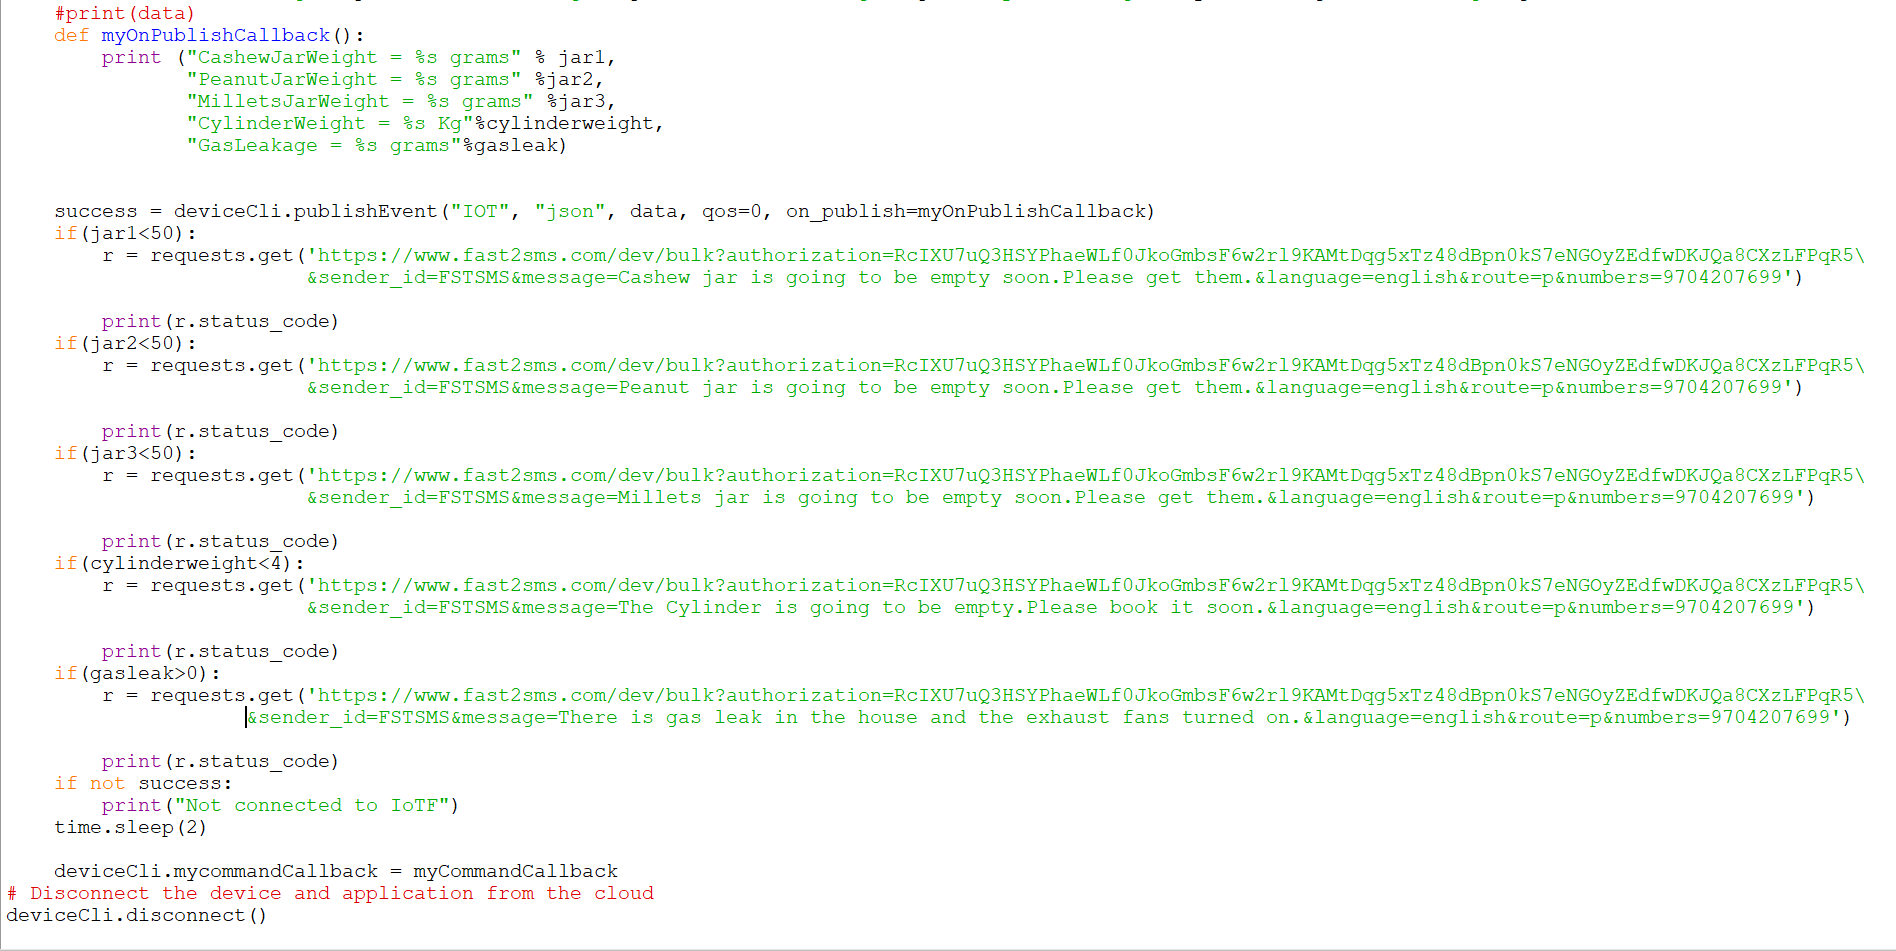 #print(data)
def myOnPublishCallback():
print ("CashewJarWeight = %s grams" % jar1,
"PeanutJarWeight = %s grams" %jar2,
"MilletsJarWeight = %s grams" %jar3,
"CylinderWeight = %s Kg"%cylinderweight,
"GasLeakage = %s grams"%gasleak)
success = deviceCli.publishEvent("IOT", "json", data, qos=0, on_publish=myOnPublishCallback)
if(jar1<50):
r = requests.get('https://www.fast2sms.com/dev/bulk?authorization=RcIXU7uQ3HSYPhaeWLf0JkoGmbsF6w2rl9KAMtDqg5xTz48dBpn0kS7eNGOyZEdfwDKJQa8CXzLFPqR5\
&sender_id=FSTSMS&message=Cashew jar is going to be empty soon.Please get them.&language=english&route=p&numbers=9704207699')
print(r.status_code)
if(jar2<50):
r = requests.get('https://www.fast2sms.com/dev/bulk?authorization=RcIXU7uQ3HSYPhaeWLf0JkoGmbsF6w2rl9KAMtDqg5xTz48dBpn0kS7eNGOyZEdfwDKJQa8CXzLFPqR5\
&sender_id=FSTSMS&message=Peanut jar is going to be empty soon.Please get them.&language=english&route=p&numbers=9704207699')
print(r.status_code)
if(jar3<50):
r = requests.get('https://www.fast2sms.com/dev/bulk?authorization=RcIXU7uQ3HSYPhaeWLf0JkoGmbsF6w2rl9KAMtDqg5xTz48dBpn0kS7eNGOyZEdfwDKJQa8CXzLFPqR5\
&sender_id=FSTSMS&message=Millets jar is going to be empty soon.Please get them.&language=english&route=p&numbers=9704207699')
print(r.status_code)
if(cylinderweight<4):
r = requests.get('https://www.fast2sms.com/dev/bulk?authorization=RcIXU7uQ3HSYPhaeWLf0JkoGmbsF6w2rl9KAMtDqg5xTz48dBpn0kS7eNGOyZEdfwDKJQa8CXzLFPqR5\
&sender_id=FSTSMS&message=The Cylinder is going to be empty.Please book it soon.&language=english&route=p&numbers=9704207699')
print(r.status_code)
if(gasleak>0):
r = requests.get('https://www.fast2sms.com/dev/bulk?authorization=RcIXU7uQ3HSYPhaeWLf0JkoGmbsF6w2rl9KAMtDqg5xTz48dBpn0kS7eNGOyZEdfwDKJQa8CXzLFPqR5\
&sender_id=FSTSMS&message=There is gas leak in the house and the exhaust fans turned on.&language=english&route=p&numbers=9704207699')
print(r.status_code)
if not success:
print("Not connected to IoTF")
time.sleep(2)
deviceCli.mycommandCallback = myCommandCallback
# Disconnect the device and application from the cloud
deviceCli.disconnect()